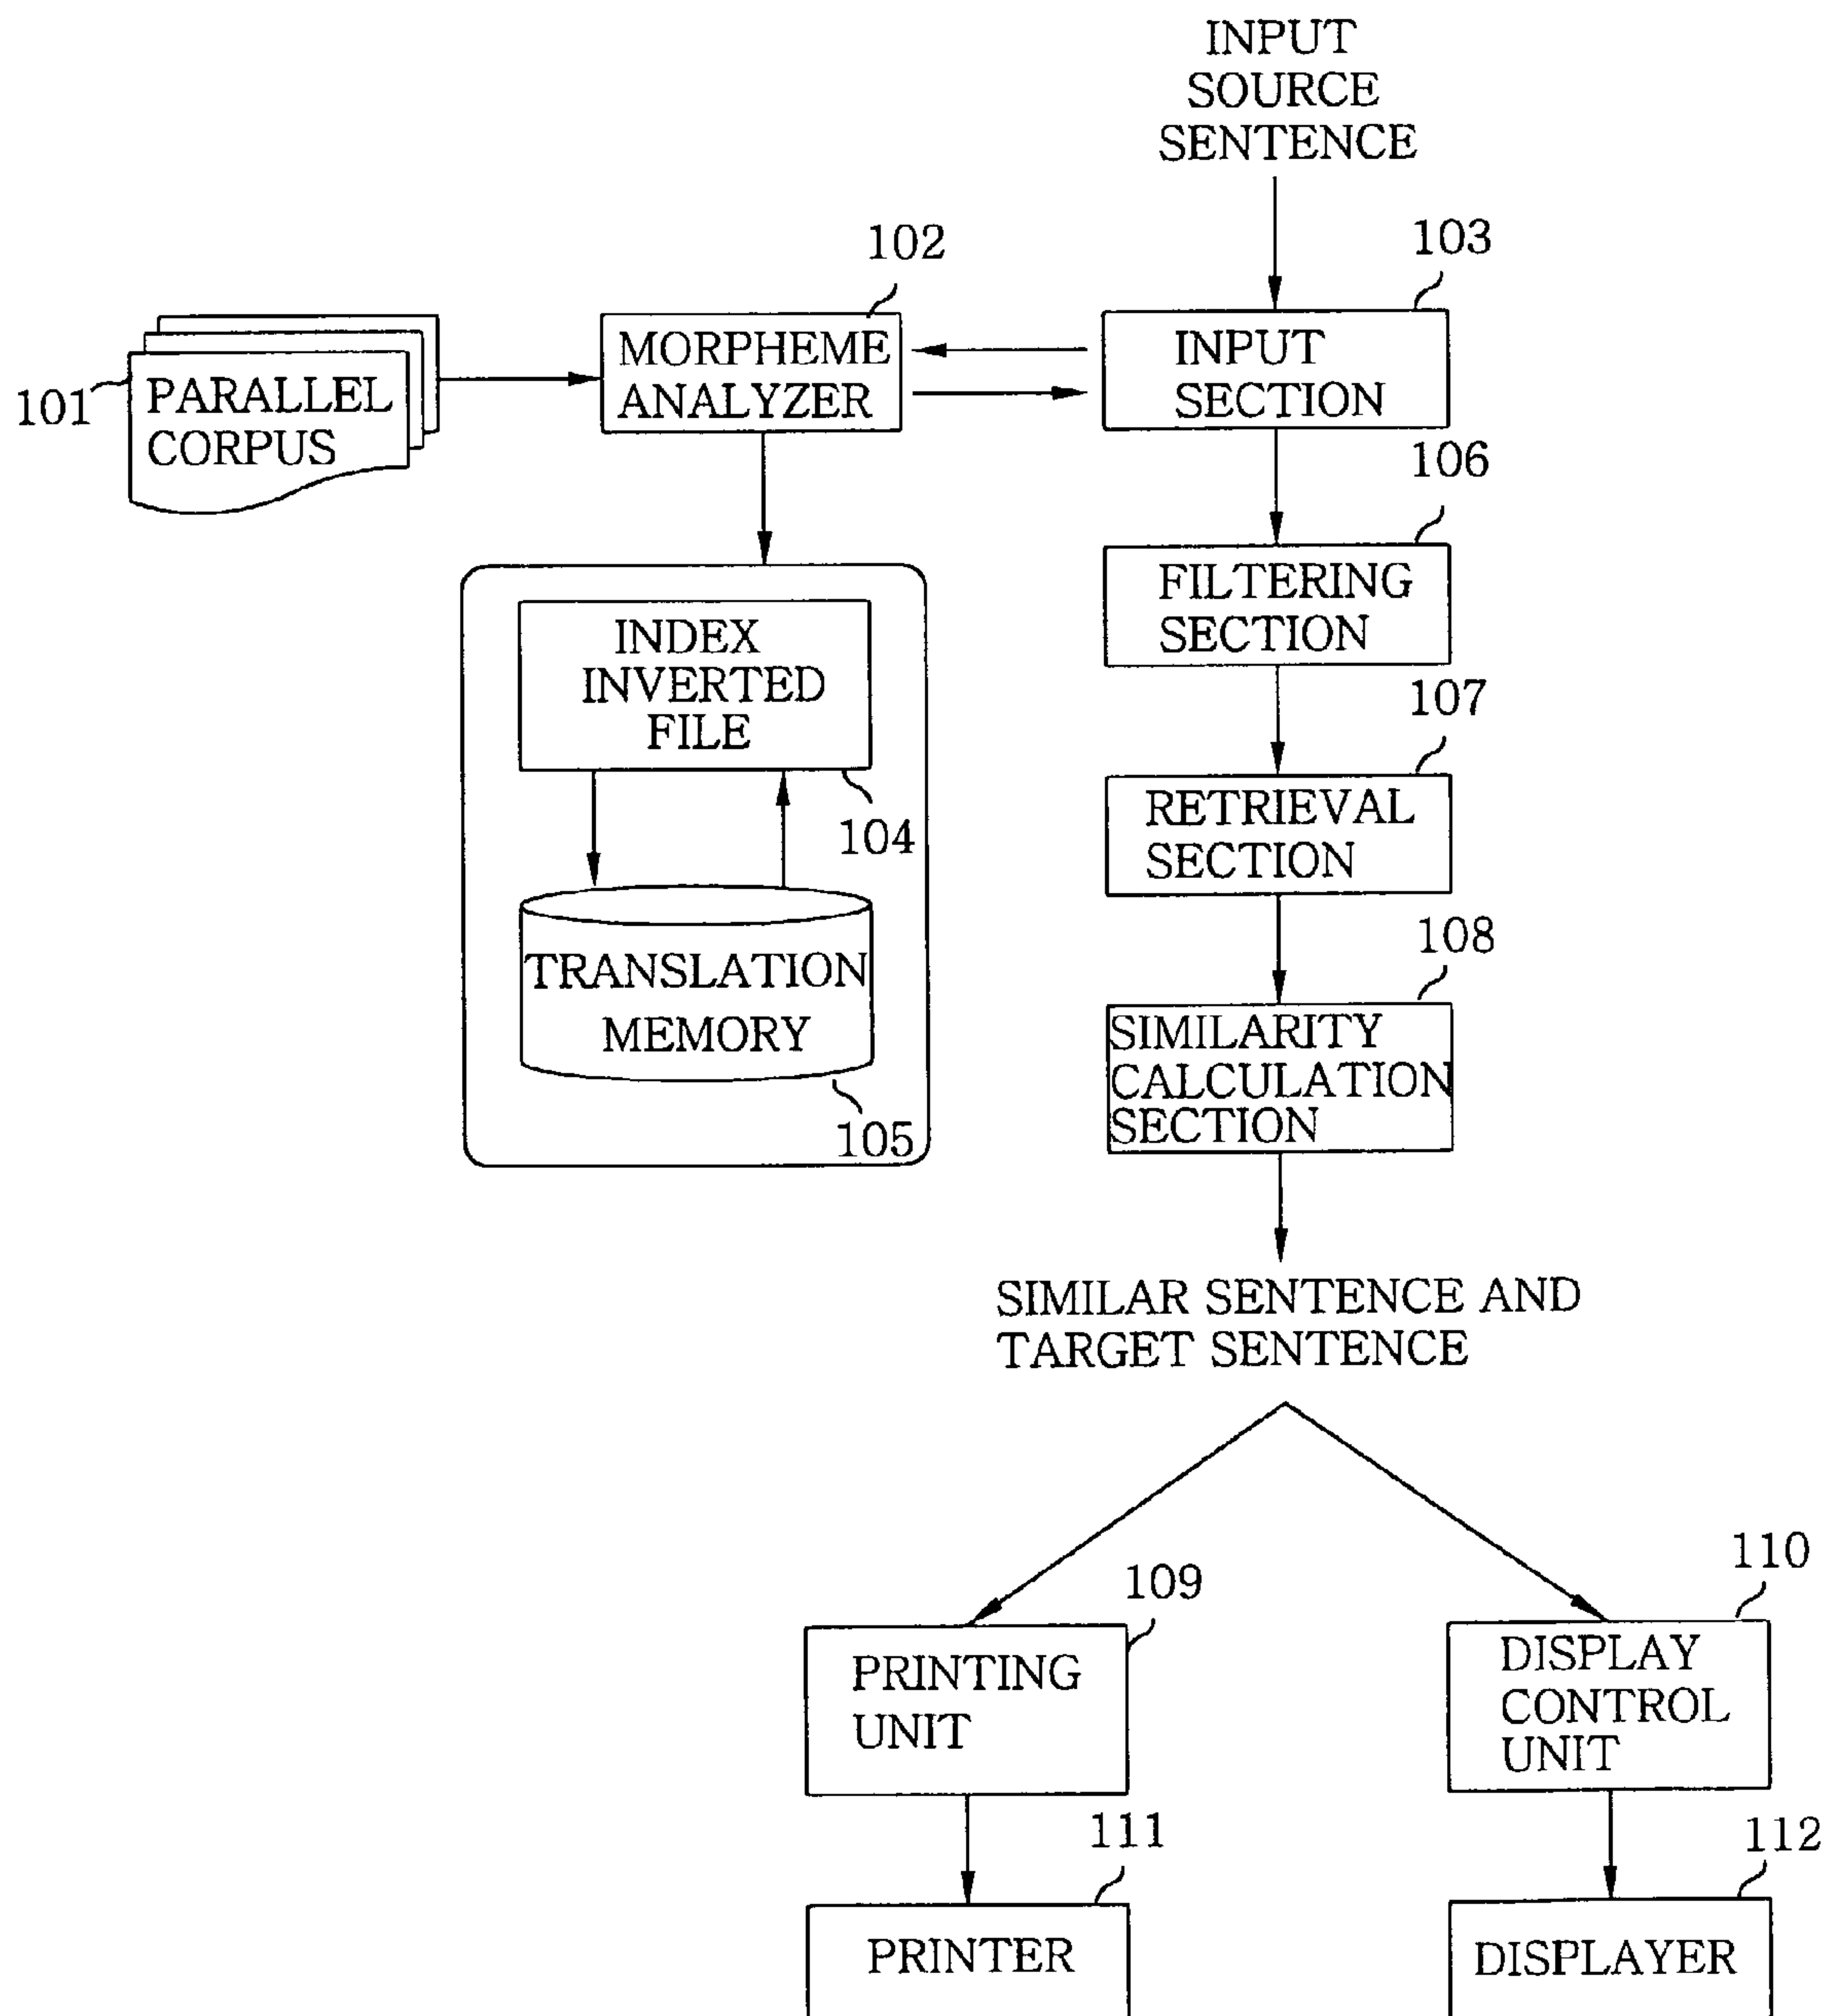 INPUT
SOURCE
SENTENCE
102
103
101
PARALLEL
CORPUS
MORPHEME
ANALYZER
INPUT
SECTION
106
FILTERING
SECTION
INDEX
INVERTED
FILE
104
107
RETRIEVAL
SECTION
TRANSLATION
MEMORY
105
108
SIMILARITY
CALCULATION
SECTION
SIMILAR SENTENCE AND
TARGET SENTENCE
109
110
PRINTING
UNIT
DISPLAY
CONTROL
UNIT
111
112
PRINTER
DISPLAYER